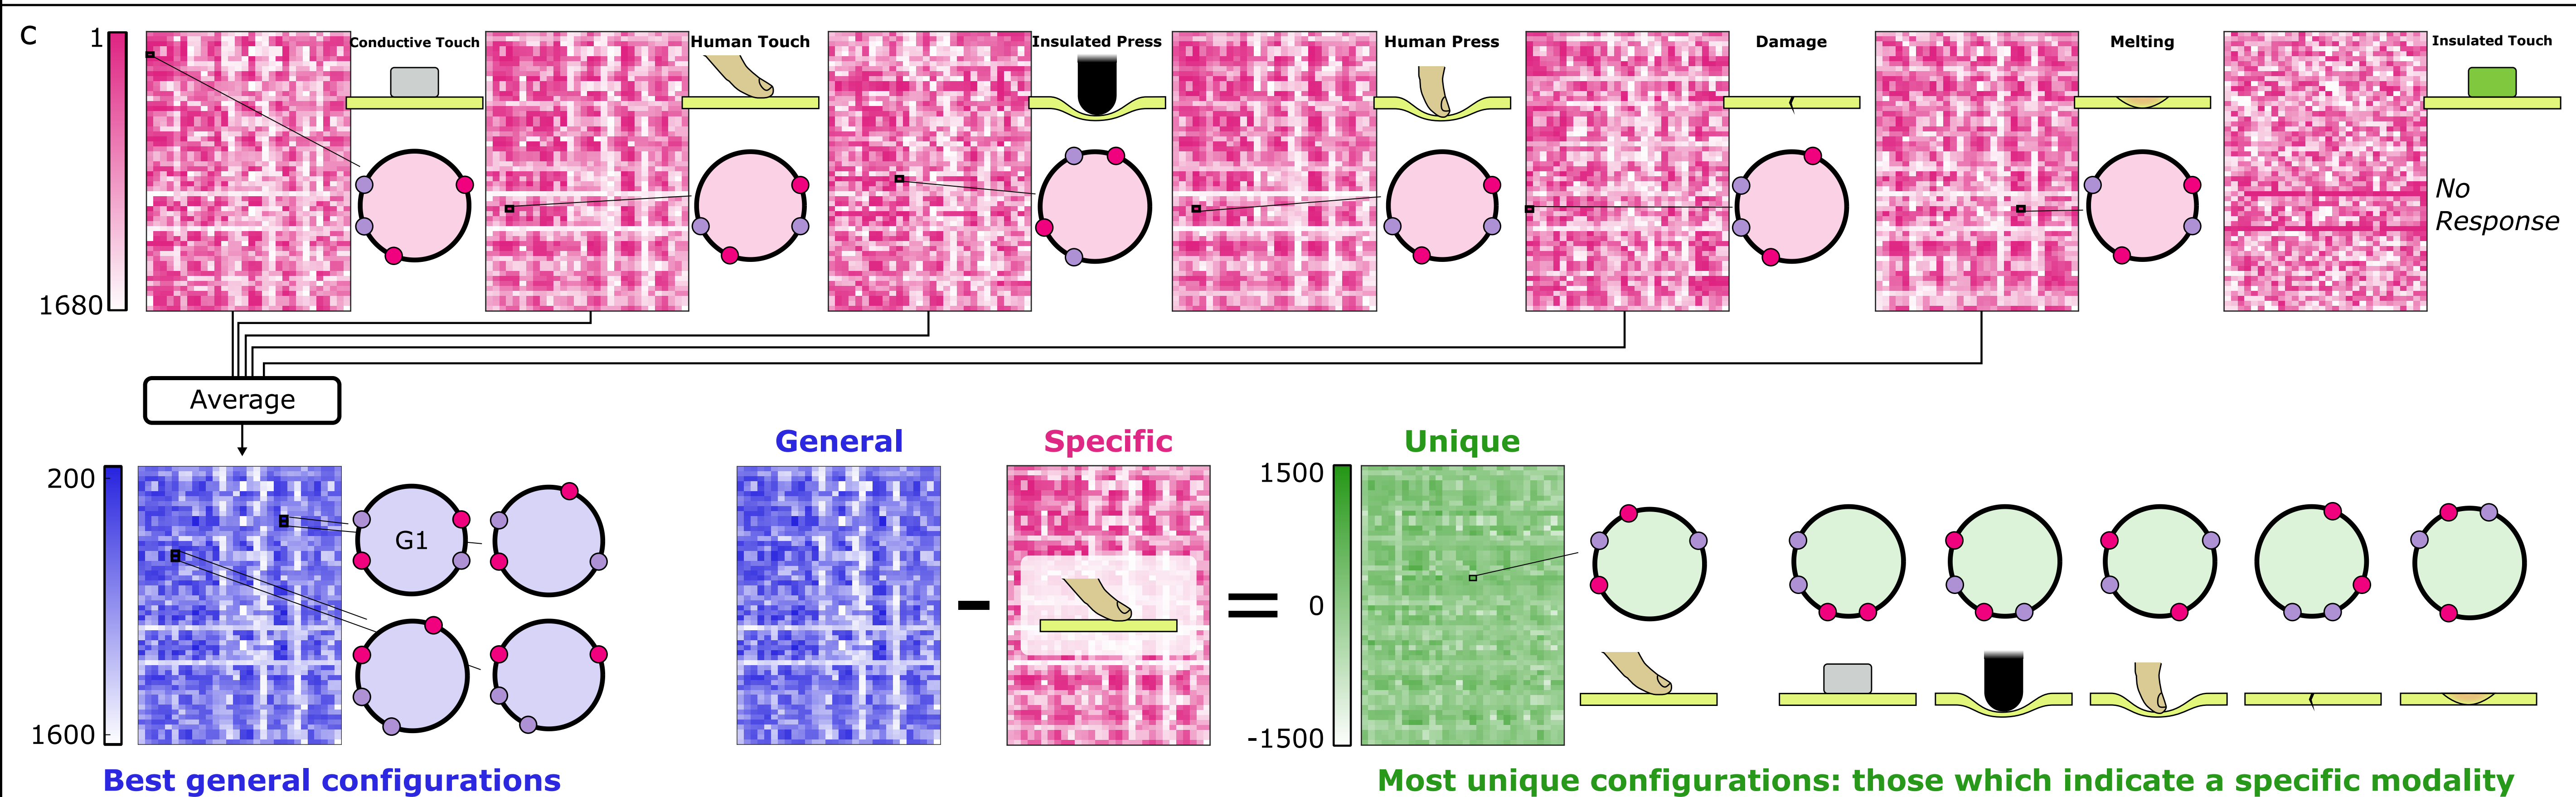 c
1
1680
Conductive Touch
Human Touch
Insulated Press
Human Press
Damage
Melting
Insulated Touch
No
Response
Average
200
1600
G1
General
Specific
Unique
1500
0
-1500
Best general configurations
Most unique configurations: those which indicate a specific modality